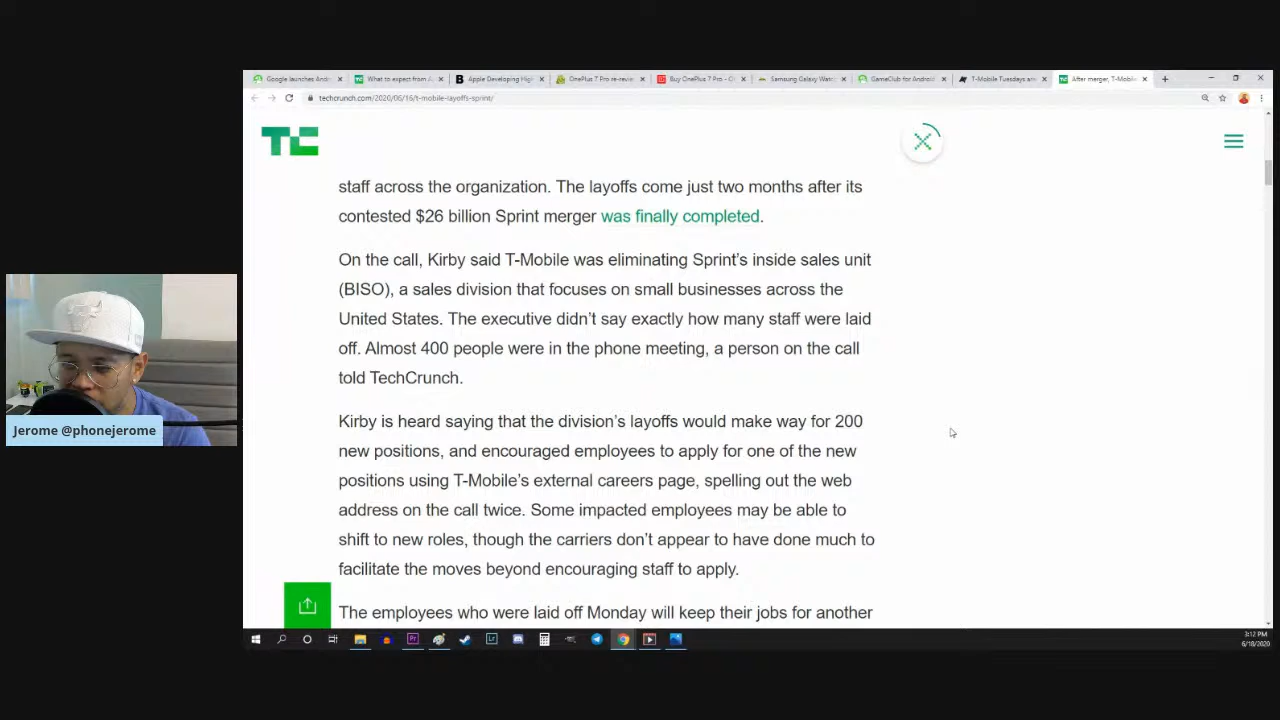 Google launches Andr
What to expect from A
Apple Developing High
OnePlus 7 Pro re-revie
Buy OnePlus 7 Pro - O
Samsung Galaxy Watc
GameClub for Android
T-Mobile Tuesdays are
After merger, T-Mobile
techcrunch.com/2020/06/16/t-mobile-layoffs-sprint/
TC
staff across the organization. The layoffs come just two months after its
contested $26 billion Sprint merger was finally completed.
On the call, Kirby said T-Mobile was eliminating Sprint's inside sales unit
(BISO), a sales division that focuses on small businesses across the
United States. The executive didn't say exactly how many staff were laid
off. Almost 400 people were in the phone meeting, a person on the call
told TechCrunch.
Kirby is heard saying that the division's layoffs would make way for 200
new positions, and encouraged employees to apply for one of the new
positions using T-Mobile's external careers page, spelling out the web
address on the call twice. Some impacted employees may be able to
shift to new roles, though the carriers don't appear to have done much to
facilitate the moves beyond encouraging staff to apply.
The employees who were laid off Monday will keep their jobs for another
Jerome @phonejerome
3:12 PM
6/18/2020